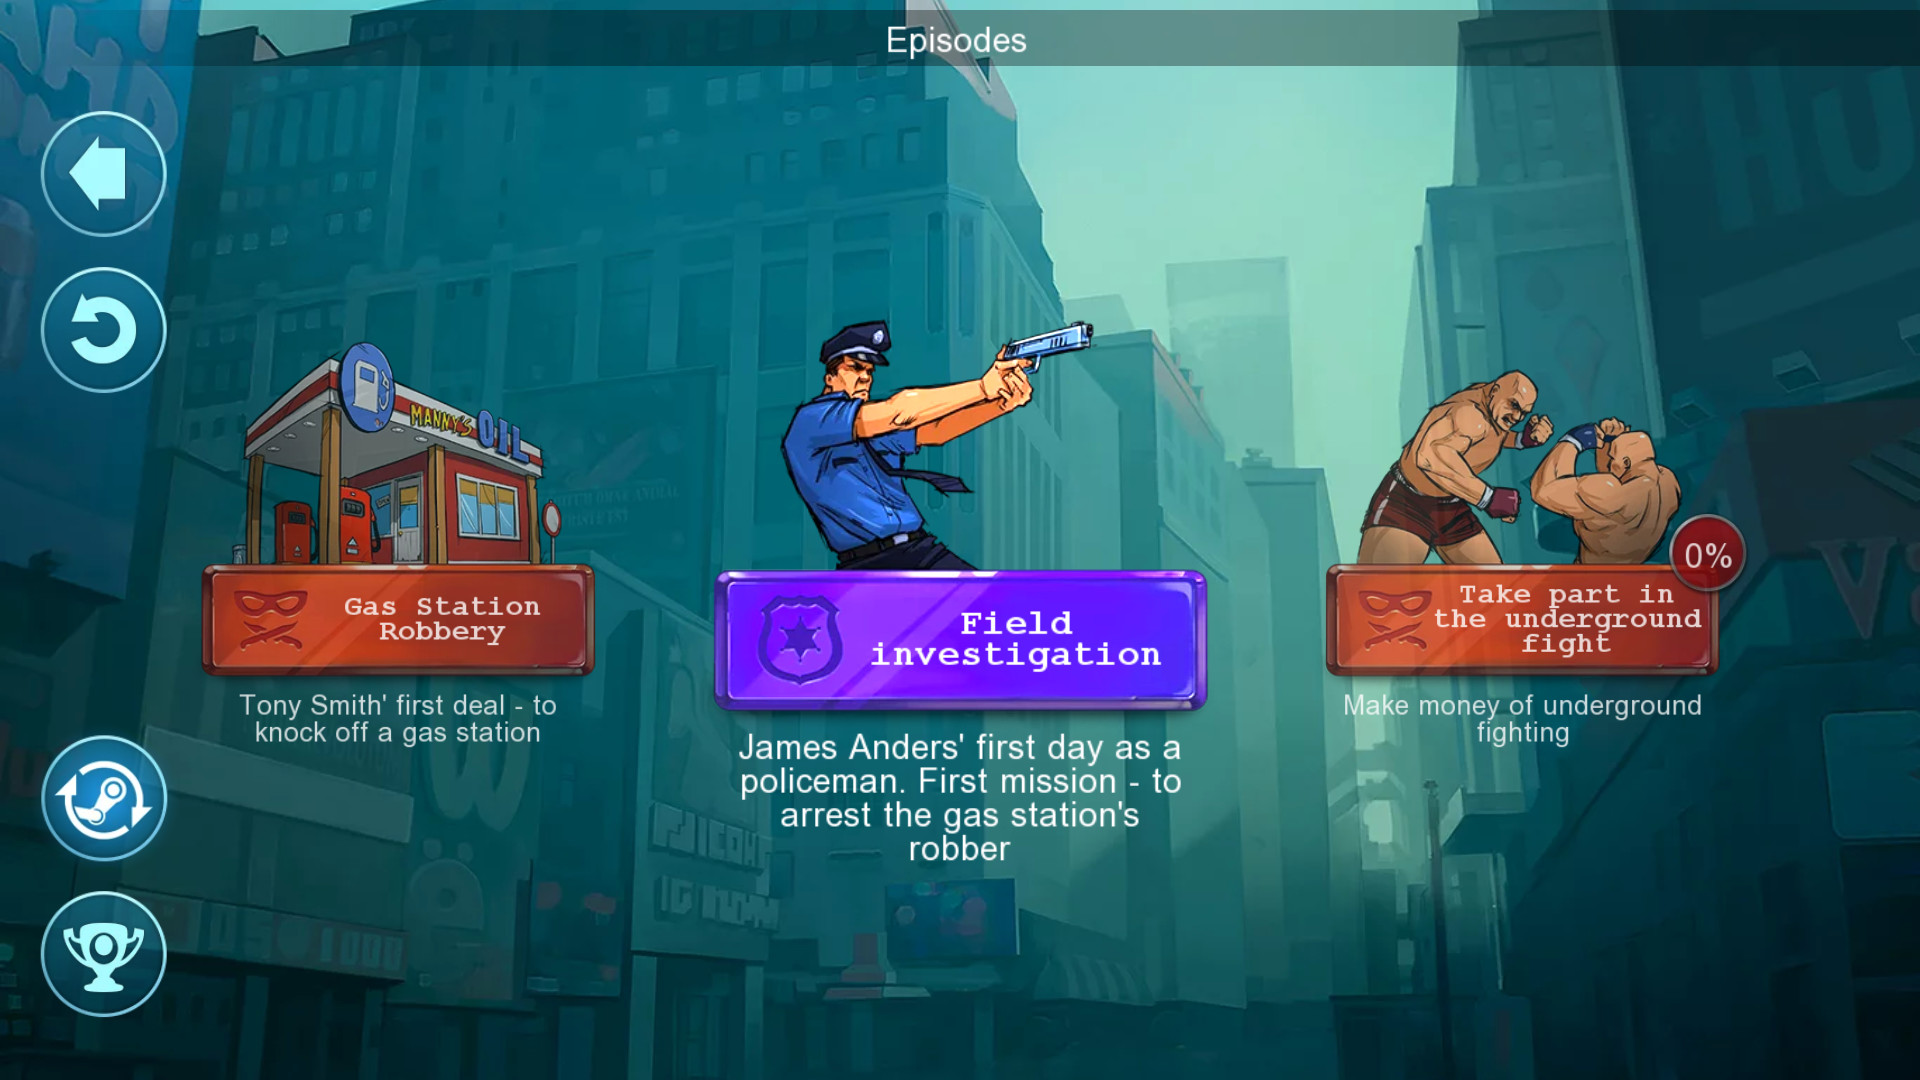 Episodes
MANNY'S OIL
Gas Station
Robbery
Tony Smith' first deal - to
knock off a gas station
Field
investigation
James Anders' first day as a
policeman. First mission - to
arrest the gas station's
robber
0%
Take part in
the underground
fight
Make money of underground
fighting